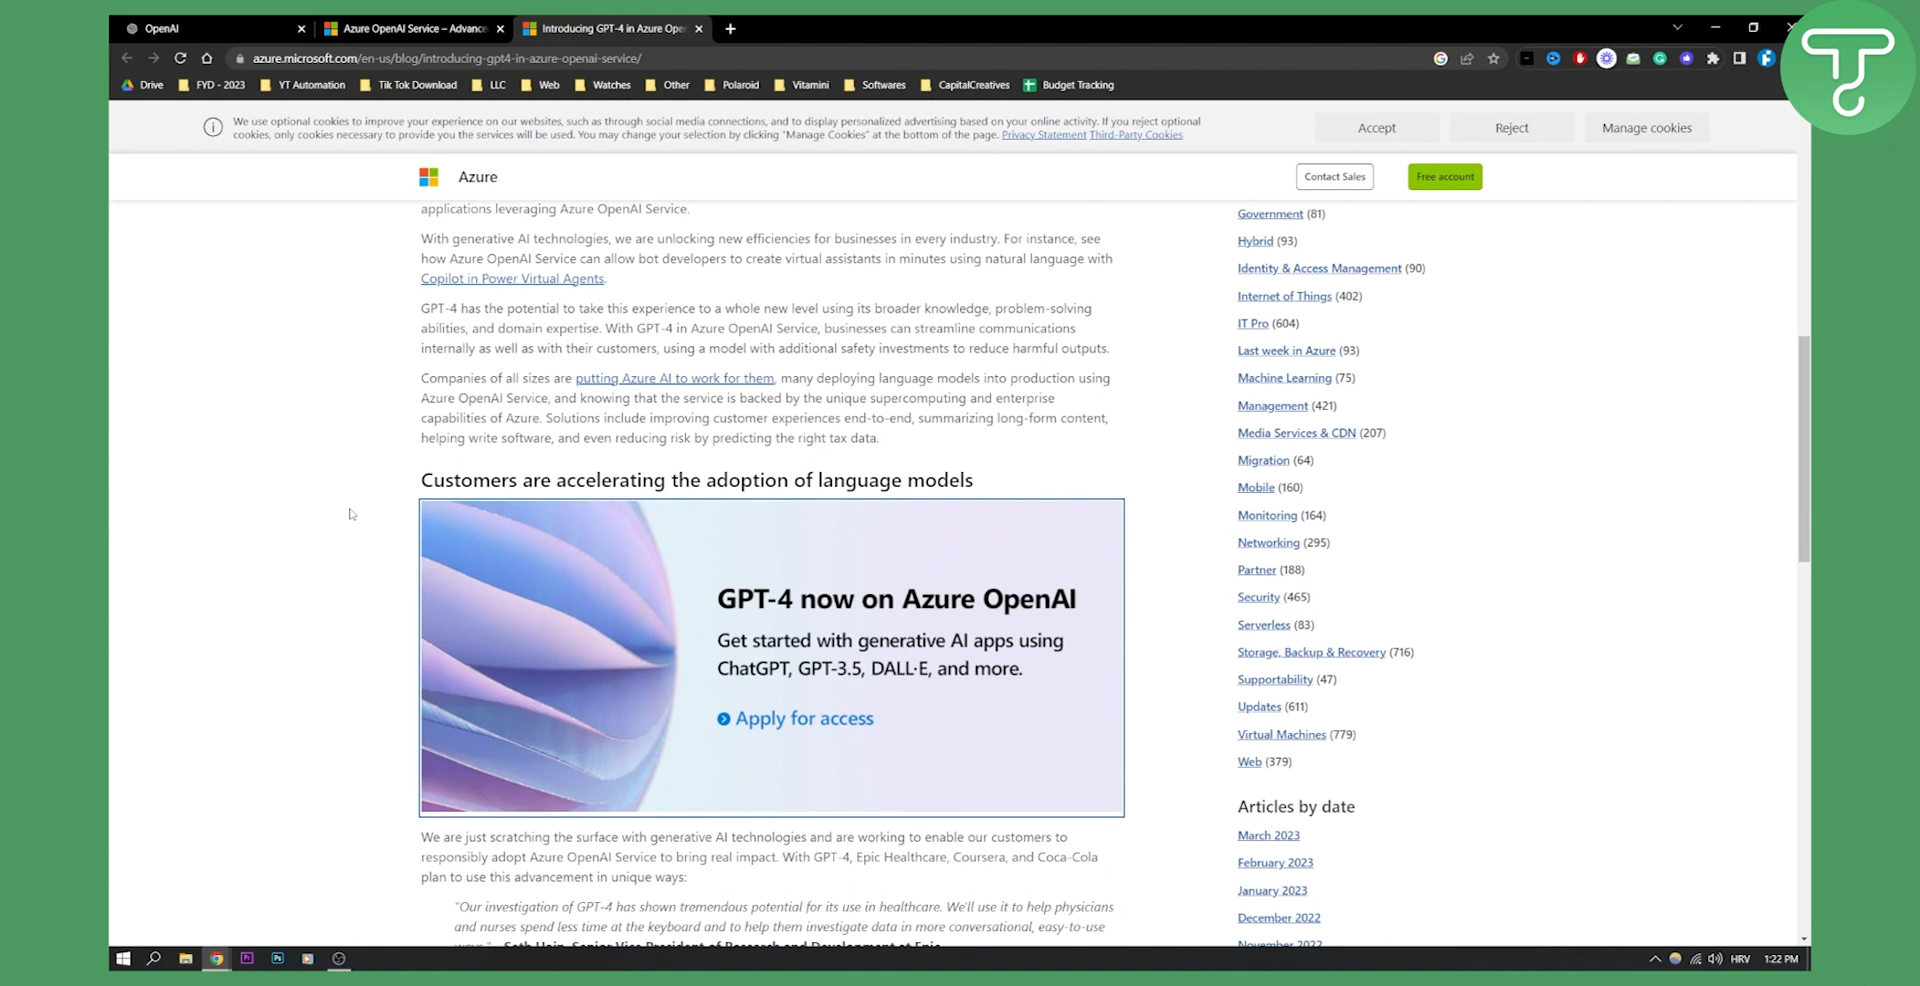 OpenAI
Azure OpenAI Service – Advance
Introducing GPT-4 in Azure Ope
azure.microsoft.com/en-us/blog/introducing-gpt4-in-azure-openai-service/
Drive
FYD - 2023
YT Automation
Tik Tok Download
LLC
Web
Watches
Other
Polaroid
Vitamini
Softwares
CapitalCreatives
Budget Tracking
We use optional cookies to improve your experience on our websites, such as through social media connections, and to display personalized advertising based on your online activity. If you reject optional
cookies, only cookies necessary to provide you the services will be used. You may change your selection by clicking "Manage Cookies" at the bottom of the page. Privacy Statement Third-Party Cookies
Accept
Reject
Manage cookies
Azure
Contact Sales
Free account
applications leveraging Azure OpenAI Service.
With generative AI technologies, we are unlocking new efficiencies for businesses in every industry. For instance, see
how Azure OpenAI Service can allow bot developers to create virtual assistants in minutes using natural language with
Copilot in Power Virtual Agents.
GPT-4 has the potential to take this experience to a whole new level using its broader knowledge, problem-solving
abilities, and domain expertise. With GPT-4 in Azure OpenAI Service, businesses can streamline communications
internally as well as with their customers, using a model with additional safety investments to reduce harmful outputs.
Companies of all sizes are putting Azure AI to work for them, many deploying language models into production using
Azure OpenAI Service, and knowing that the service is backed by the unique supercomputing and enterprise
capabilities of Azure. Solutions include improving customer experiences end-to-end, summarizing long-form content,
helping write software, and even reducing risk by predicting the right tax data.
Customers are accelerating the adoption of language models
GPT-4 now on Azure OpenAI
Get started with generative AI apps using
ChatGPT, GPT-3.5, DALL·E, and more.
Apply for access
We are just scratching the surface with generative AI technologies and are working to enable our customers to
responsibly adopt Azure OpenAI Service to bring real impact. With GPT-4, Epic Healthcare, Coursera, and Coca-Cola
plan to use this advancement in unique ways:
"Our investigation of GPT-4 has shown tremendous potential for its use in healthcare. We'll use it to help physicians
and nurses spend less time at the keyboard and to help them investigate data in more conversational, easy-to-use
ways." – Seth Hain, Senior Vice President of Research and Development at Epic
Government (81)
Hybrid (93)
Identity & Access Management (90)
Internet of Things (402)
IT Pro (604)
Last week in Azure (93)
Machine Learning (75)
Management (421)
Media Services & CDN (207)
Migration (64)
Mobile (160)
Monitoring (164)
Networking (295)
Partner (188)
Security (465)
Serverless (83)
Storage, Backup & Recovery (716)
Supportability (47)
Updates (611)
Virtual Machines (779)
Web (379)
Articles by date
March 2023
February 2023
January 2023
December 2022
November 2022
HRV
1:22 PM